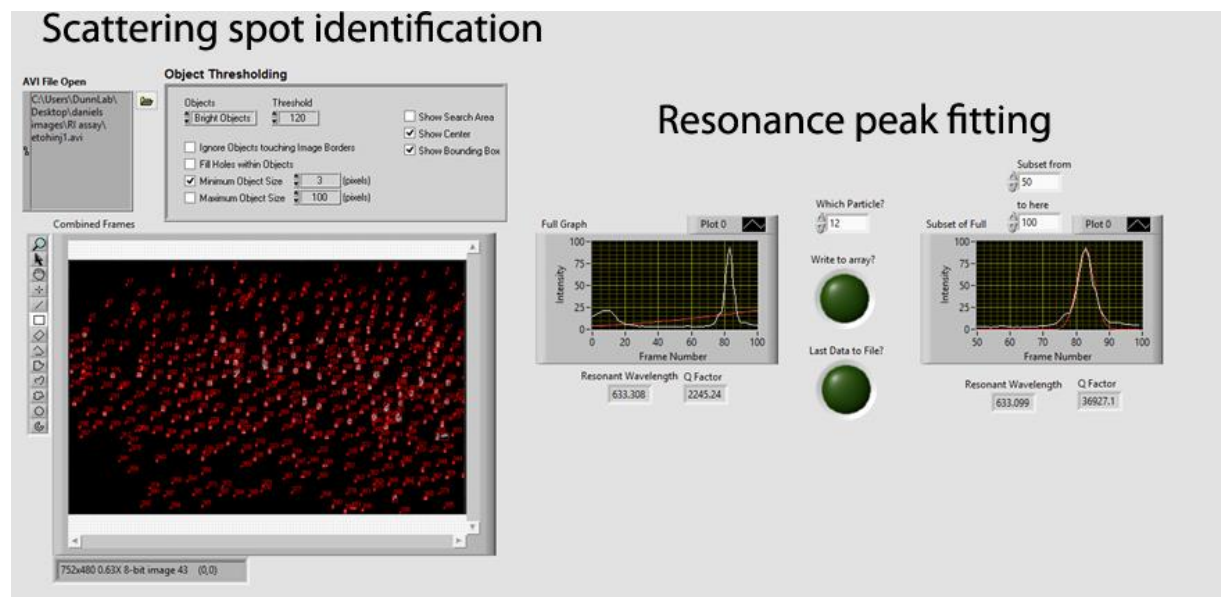 Scattering spot identification
AVI File Open
C:\Users\DunnLab\
Desktop\daniels
images\RI assay\
etohinj1.avi
Object Thresholding
Objects
Threshold
Bright Objects
120
Ignore Objects touching Image Borders
Fill Holes within Objects
Minimum Object Size
3
(pixels)
Maximum Object Size
100
(pixels)
Show Search Area
Show Center
Show Bounding Box
Combined Frames
752x480 0.63X 8-bit image 43 (0,0)
Resonance peak fitting
Full Graph
Plot 0
Intensity
100
75
50
25
0
0 20 40 60 80 100
Frame Number
Resonant Wavelength
633.308
Q Factor
2245.24
Which Particle?
12
Write to array?
Last Data to File?
Subset from
50
to here
100
Subset of Full
Plot 0
Intensity
100
75
50
25
0
50 60 70 80 90 100
Frame Number
Resonant Wavelength
633.099
Q Factor
36927.1